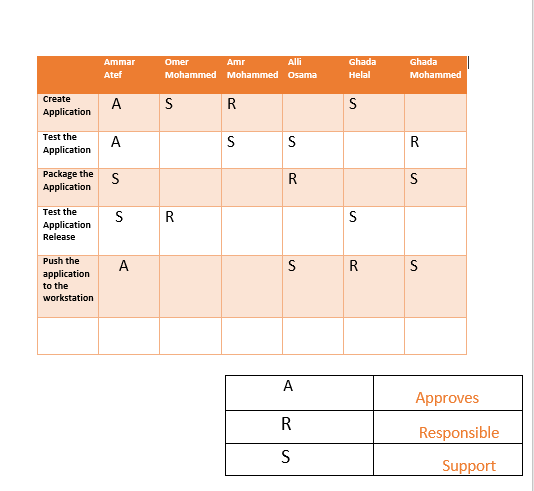 Ammar Atef Omer Mohammed Amr Mohammed Alli Osama Ghada Helal Ghada Mohammed
Create Application A S R S
Test the Application A S S R
Package the Application S R S
Test the Application Release S R S
Push the application to the workstation A S R S
A Approves
R Responsible
S Support